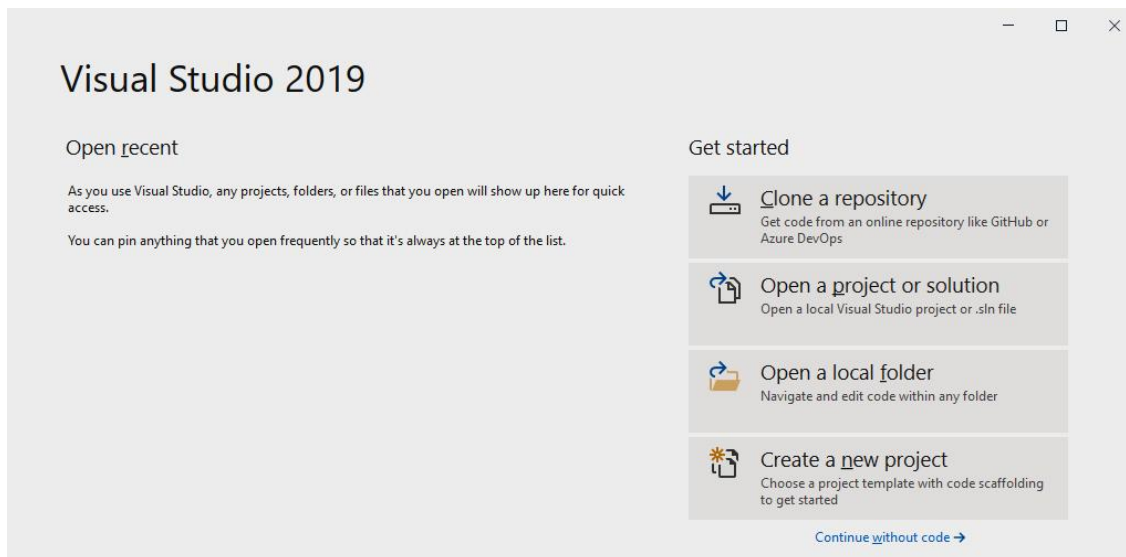 Visual Studio 2019
Open recent
As you use Visual Studio, any projects, folders, or files that you open will show up here for quick
access.
You can pin anything that you open frequently so that it's always at the top of the list.
Get started
Clone a repository
Get code from an online repository like GitHub or
Azure DevOps
Open a project or solution
Open a local Visual Studio project or .sln file
Open a local folder
Navigate and edit code within any folder
Create a new project
Choose a project template with code scaffolding
to get started
Continue without code →